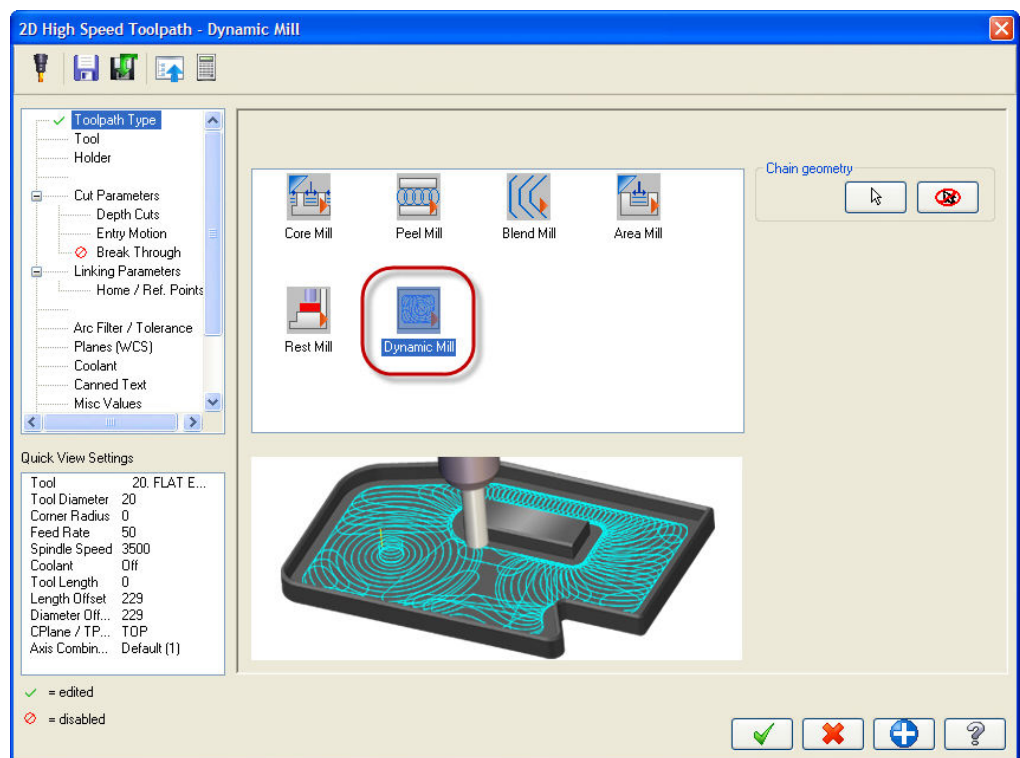 2D High Speed Toolpath - Dynamic Mill
Toolpath Type
Tool
Holder
Cut Parameters
Depth Cuts
Entry Motion
Break Through
Linking Parameters
Home / Ref. Points
Arc Filter / Tolerance
Planes (WCS)
Coolant
Canned Text
Misc Values
Core Mill
Peel Mill
Blend Mill
Area Mill
Rest Mill
Dynamic Mill
Chain geometry
Quick View Settings
Tool 20. FLAT E...
Tool Diameter 20
Corner Radius 0
Feed Rate 50
Spindle Speed 3500
Coolant Off
Tool Length 0
Length Offset 229
Diameter Off... 229
CPlane / TP... TOP
Axis Combin... Default (1)
= edited
= disabled